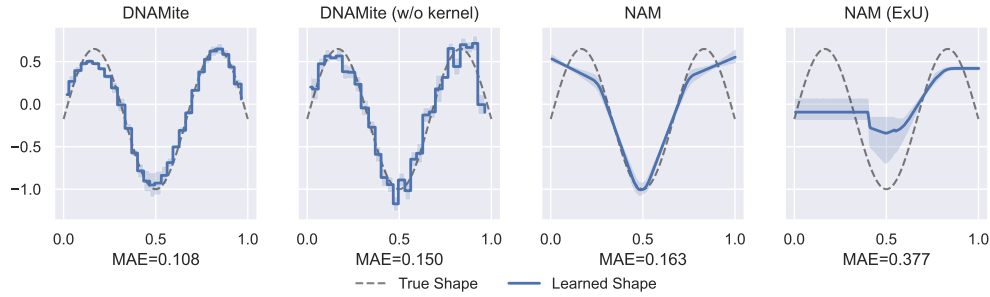 DNAMite
DNAMite (w/o kernel)
NAM
NAM (ExU)
0.5
0.0
−0.5
−1.0
0.0 0.5 1.0
0.0 0.5 1.0
0.0 0.5 1.0
0.0 0.5 1.0
MAE=0.108
MAE=0.150
MAE=0.163
MAE=0.377
True Shape
Learned Shape